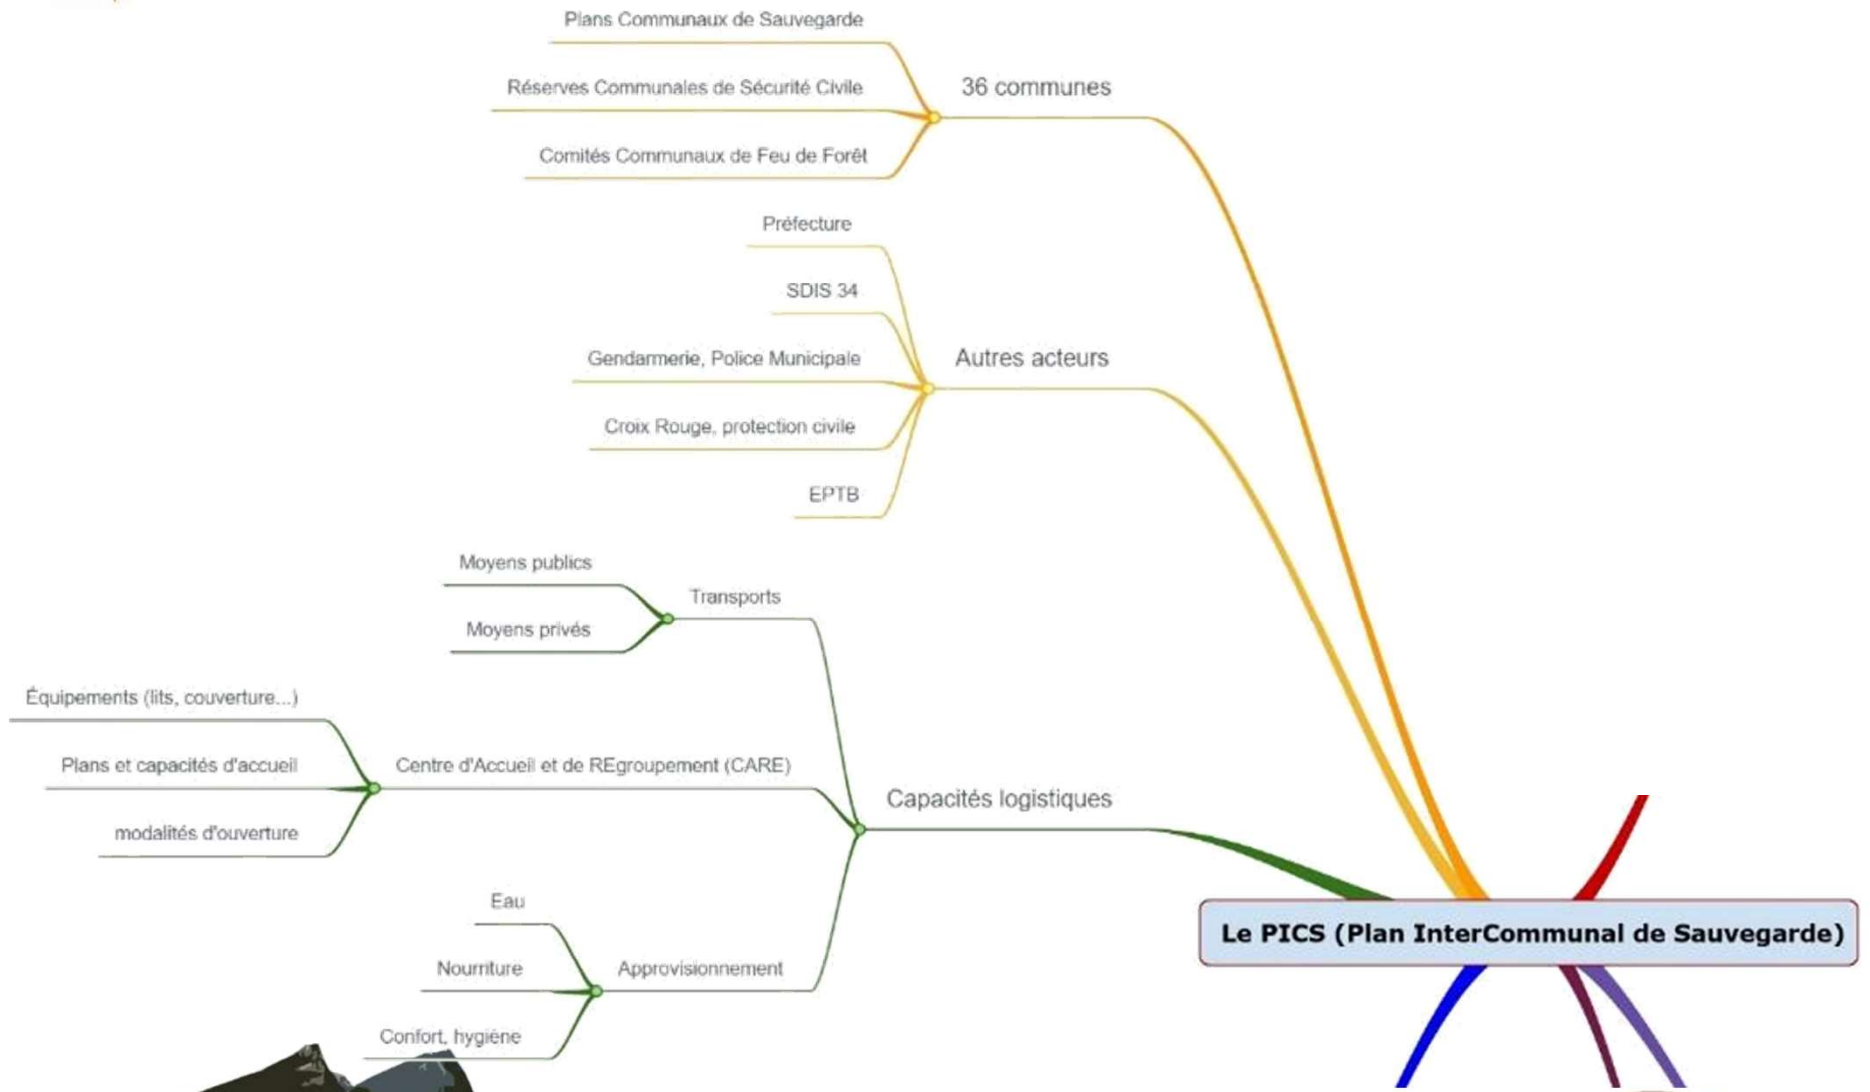 Plans Communaux de Sauvegarde
Réserves Communales de Sécurité Civile
36 communes
Comités Communaux de Feu de Forêt
Préfecture
SDIS 34
Gendarmerie, Police Municipale
Autres acteurs
Croix Rouge, protection civile
EPTB
Moyens publics
Transports
Moyens privés
Équipements (lits, couverture...)
Plans et capacités d'accueil
Centre d'Accueil et de REgroupement (CARE)
modalités d'ouverture
Capacités logistiques
Eau
Nourriture
Approvisionnement
Confort, hygiène
Le PICS (Plan InterCommunal de Sauvegarde)